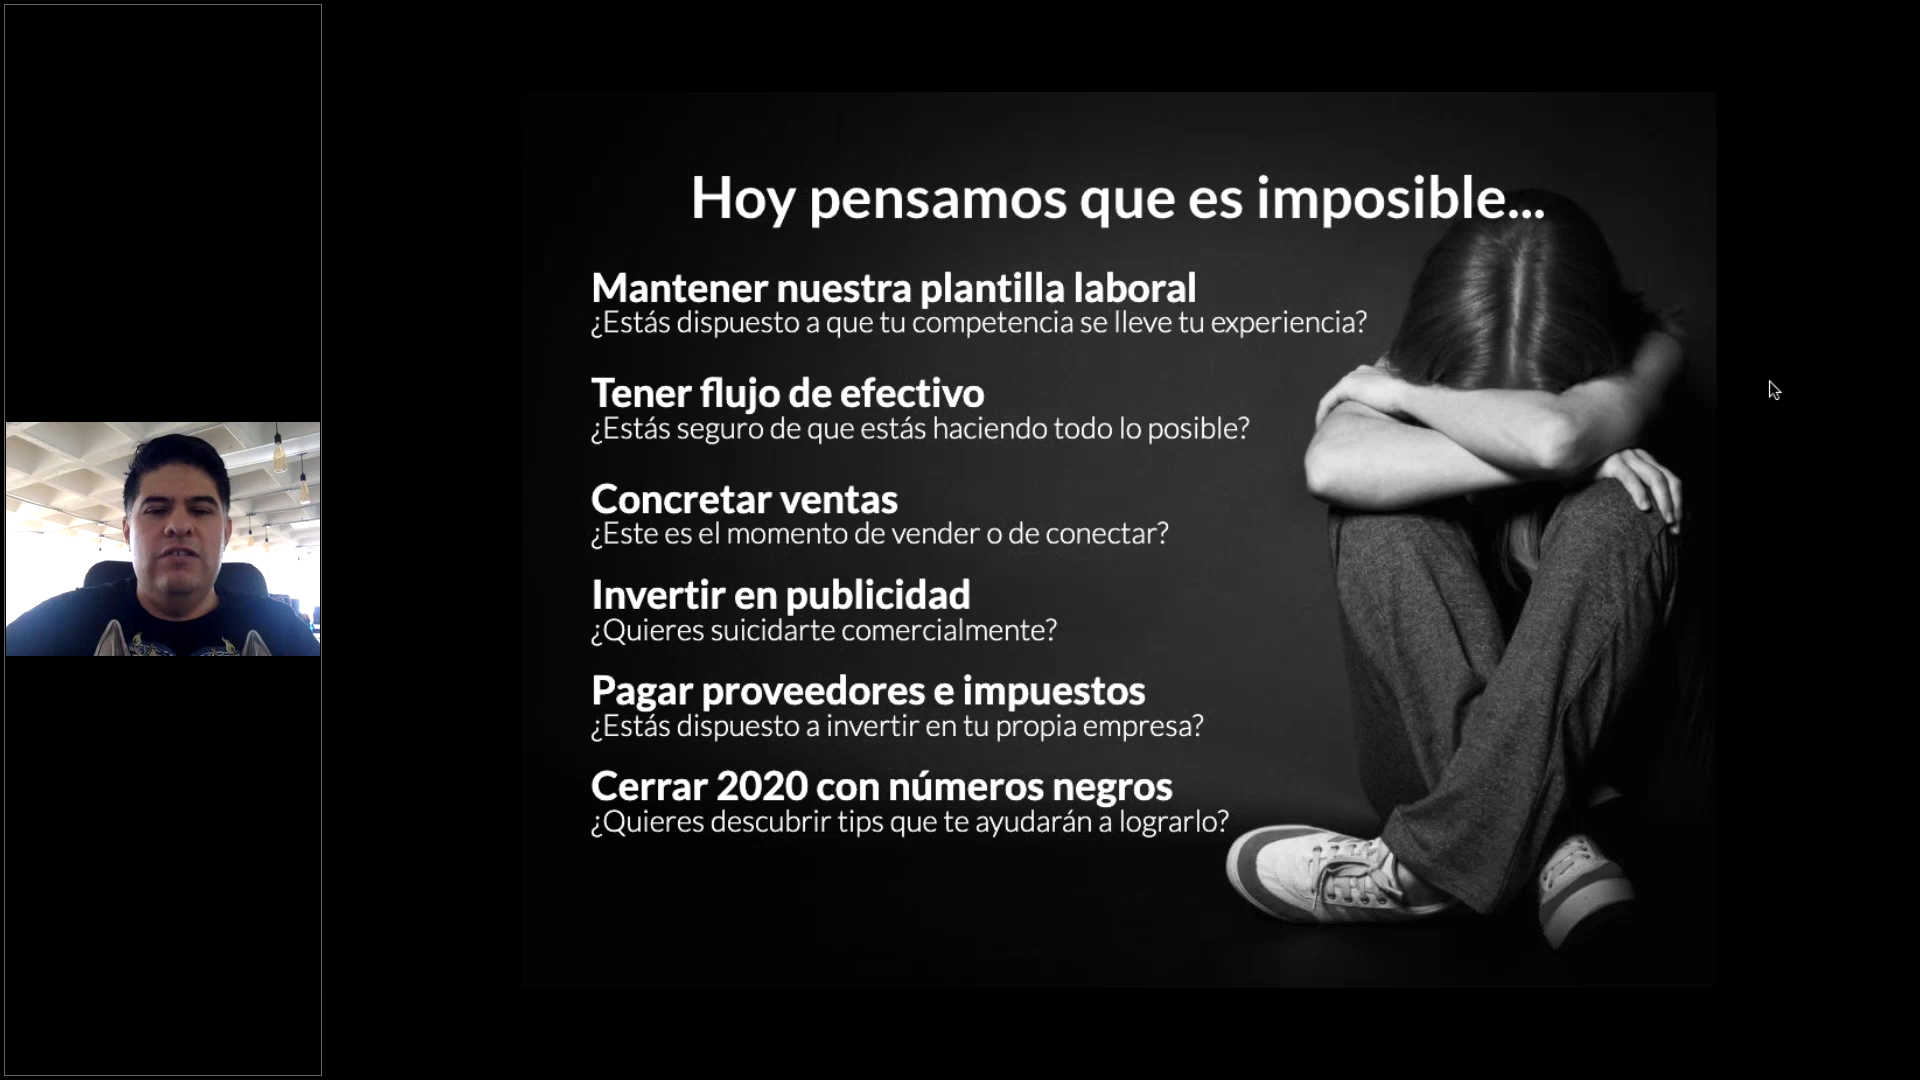 Hoy pensamos que es imposible...
Mantener nuestra plantilla laboral
¿Estás dispuesto a que tu competencia se lleve tu experiencia?
Tener flujo de efectivo
¿Estás seguro de que estás haciendo todo lo posible?
Concretar ventas
¿Este es el momento de vender o de conectar?
Invertir en publicidad
¿Quieres suicidarte comercialmente?
Pagar proveedores e impuestos
¿Estás dispuesto a invertir en tu propia empresa?
Cerrar 2020 con números negros
¿Quieres descubrir tips que te ayudarán a lograrlo?